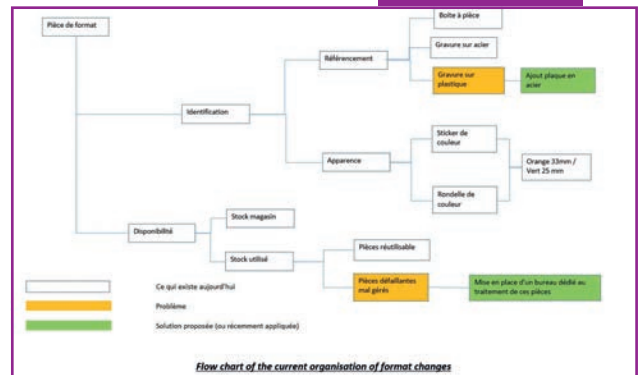 Pièce de format
Boite à pièce
Référencement
Gravure sur acier
Gravure sur
plastique
Ajout plaque en
acier
Identification
Apparence
Sticker de
couleur
Orange 33mm /
Vert 25 mm
Rondelle de
couleur
Disponibilité
Stock magasin
Stock utilisé
Pièces réutilisable
Pièces défaillantes
mal gérés
Mise en place d'un bureau dédié au
traitement de ces pièces
Ce qui existe aujourd'hui
Problème
Solution proposée (ou récemment appliquée)
Flow chart of the current organisation of format changes